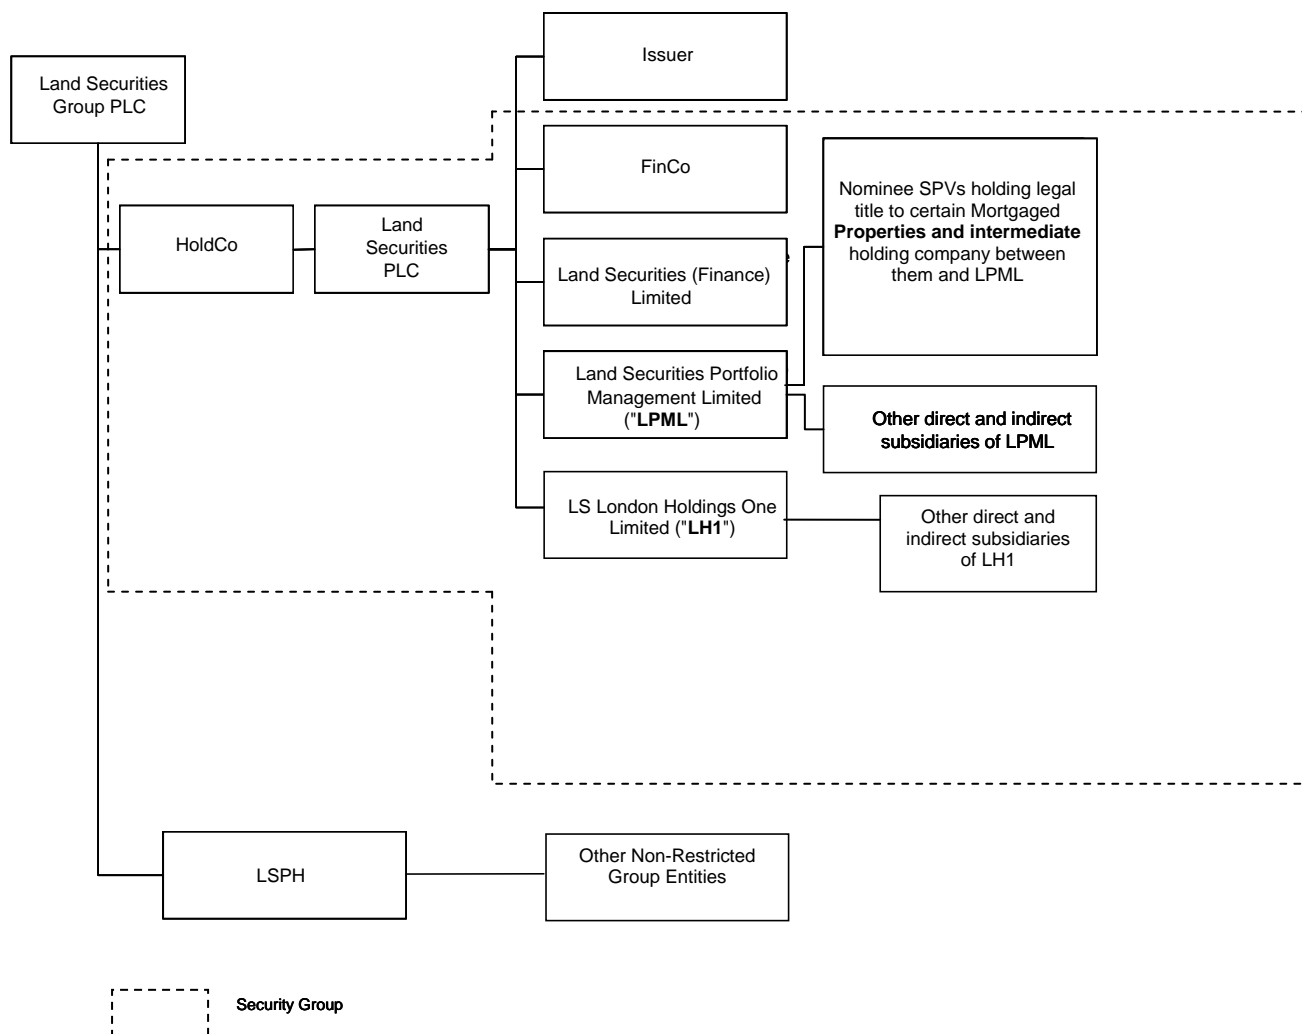 Issuer
Land Securities
Group PLC
FinCo
Nominee SPVs holding legal
title to certain Mortgaged
Properties and intermediate
holding company between
them and LPML
HoldCo
Land
Securities
PLC
Land Securities (Finance)
Limited
Land Securities Portfolio
Management Limited
("LPML")
Other direct and indirect
subsidiaries of LPML
LS London Holdings One
Limited ("LH1")
Other direct and
indirect subsidiaries
of LH1
LSPH
Other Non-Restricted
Group Entities
Security Group